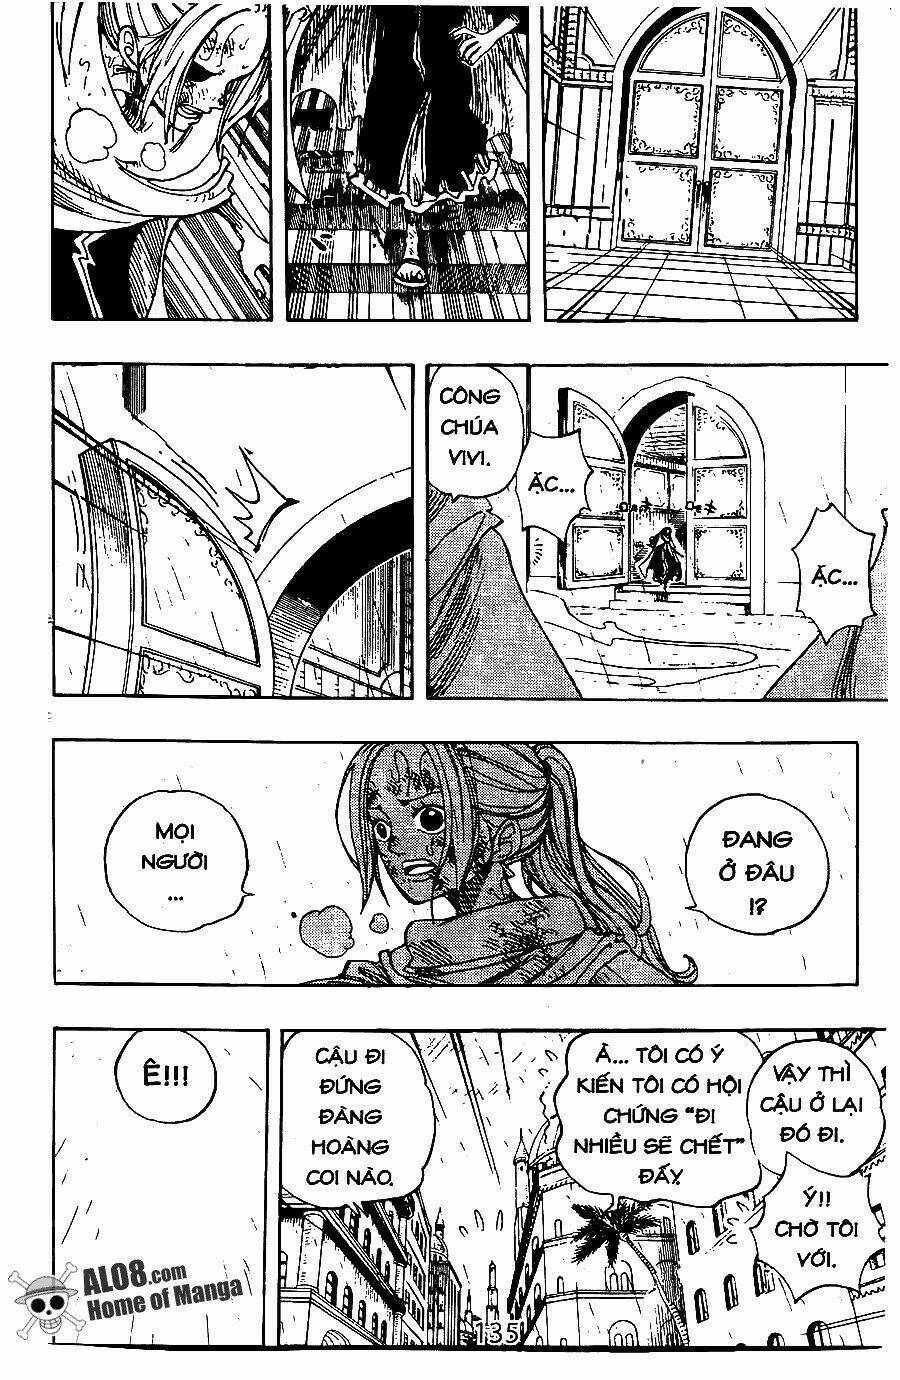 CÔNG
CHÚA
VIVI.
ẶC...
ẶC...
MỌI
NGƯỜI
...
ĐANG
Ở ĐÂU
!?
Ê!!!
CẬU ĐI
ĐỨNG
ĐÀNG
HOÀNG
COI NÀO.
À... TÔI CÓ Ý
KIẾN TÔI CÓ HỘI
CHỨNG "ĐI
NHIỀU SẼ CHẾT"
ĐẤY.
VẬY THÌ
CẬU Ở LẠI
ĐÓ ĐI.
Ý!!
CHỜ TÔI
VỚI.
ALO8.com
Home of Manga
135